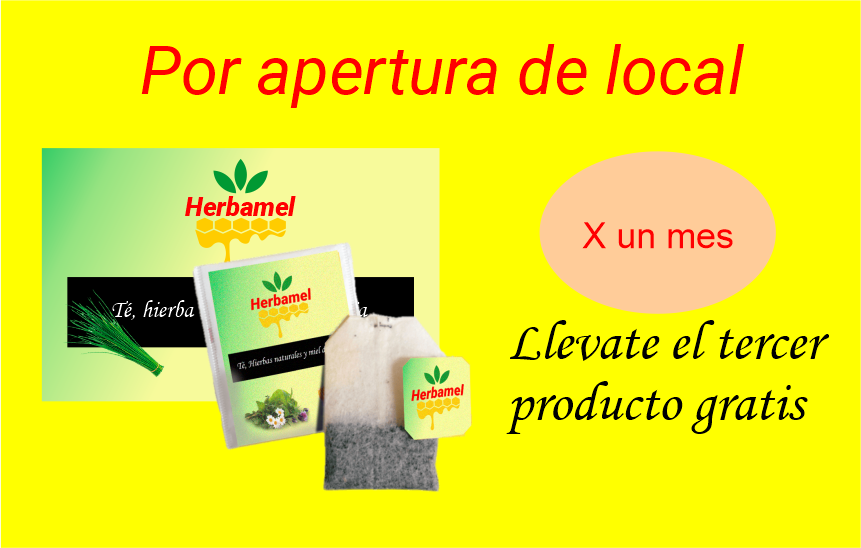 Por apertura de local
Herbamel
Té, hierba
Herbamel
Té, Hierbas naturales y miel
Herbamel
X un mes
Llevate el tercer
producto gratis